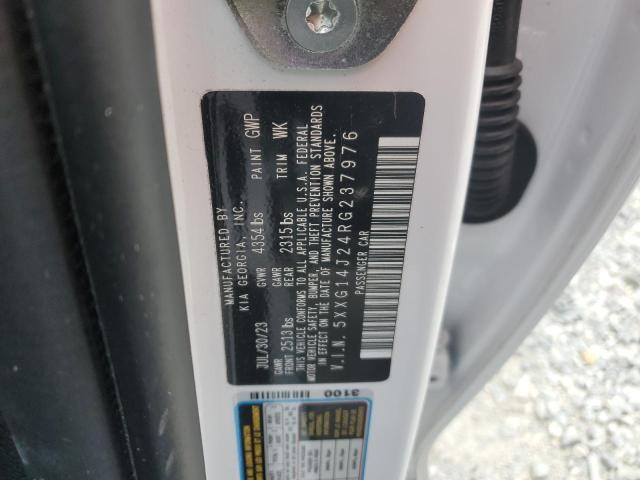 MANUFACTURED BY
KIA GEORGIA, INC.
JUL/30/23 GVWR 4354 lbs PAINT GWP
GAWR FRONT 2513 lbs GAWR REAR 2315 lbs TRIM WK
THIS VEHICLE CONFORMS TO ALL APPLICABLE U.S.A. FEDERAL
MOTOR VEHICLE SAFETY, BUMPER, AND THEFT PREVENTION STANDARDS
IN EFFECT ON THE DATE OF MANUFACTURE SHOWN ABOVE.
V.I.N. 5XXG14J24RG237976
PASSENGER CAR
3100